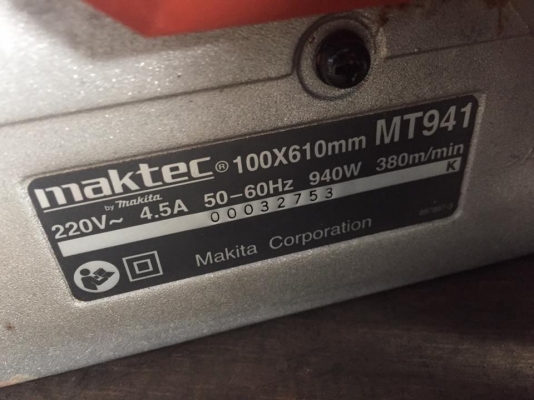 maktec® 100X610mm MT941
by makita
220V~ 4.5A 50-60Hz 940W 380m/min
00032753 K
Makita Corporation